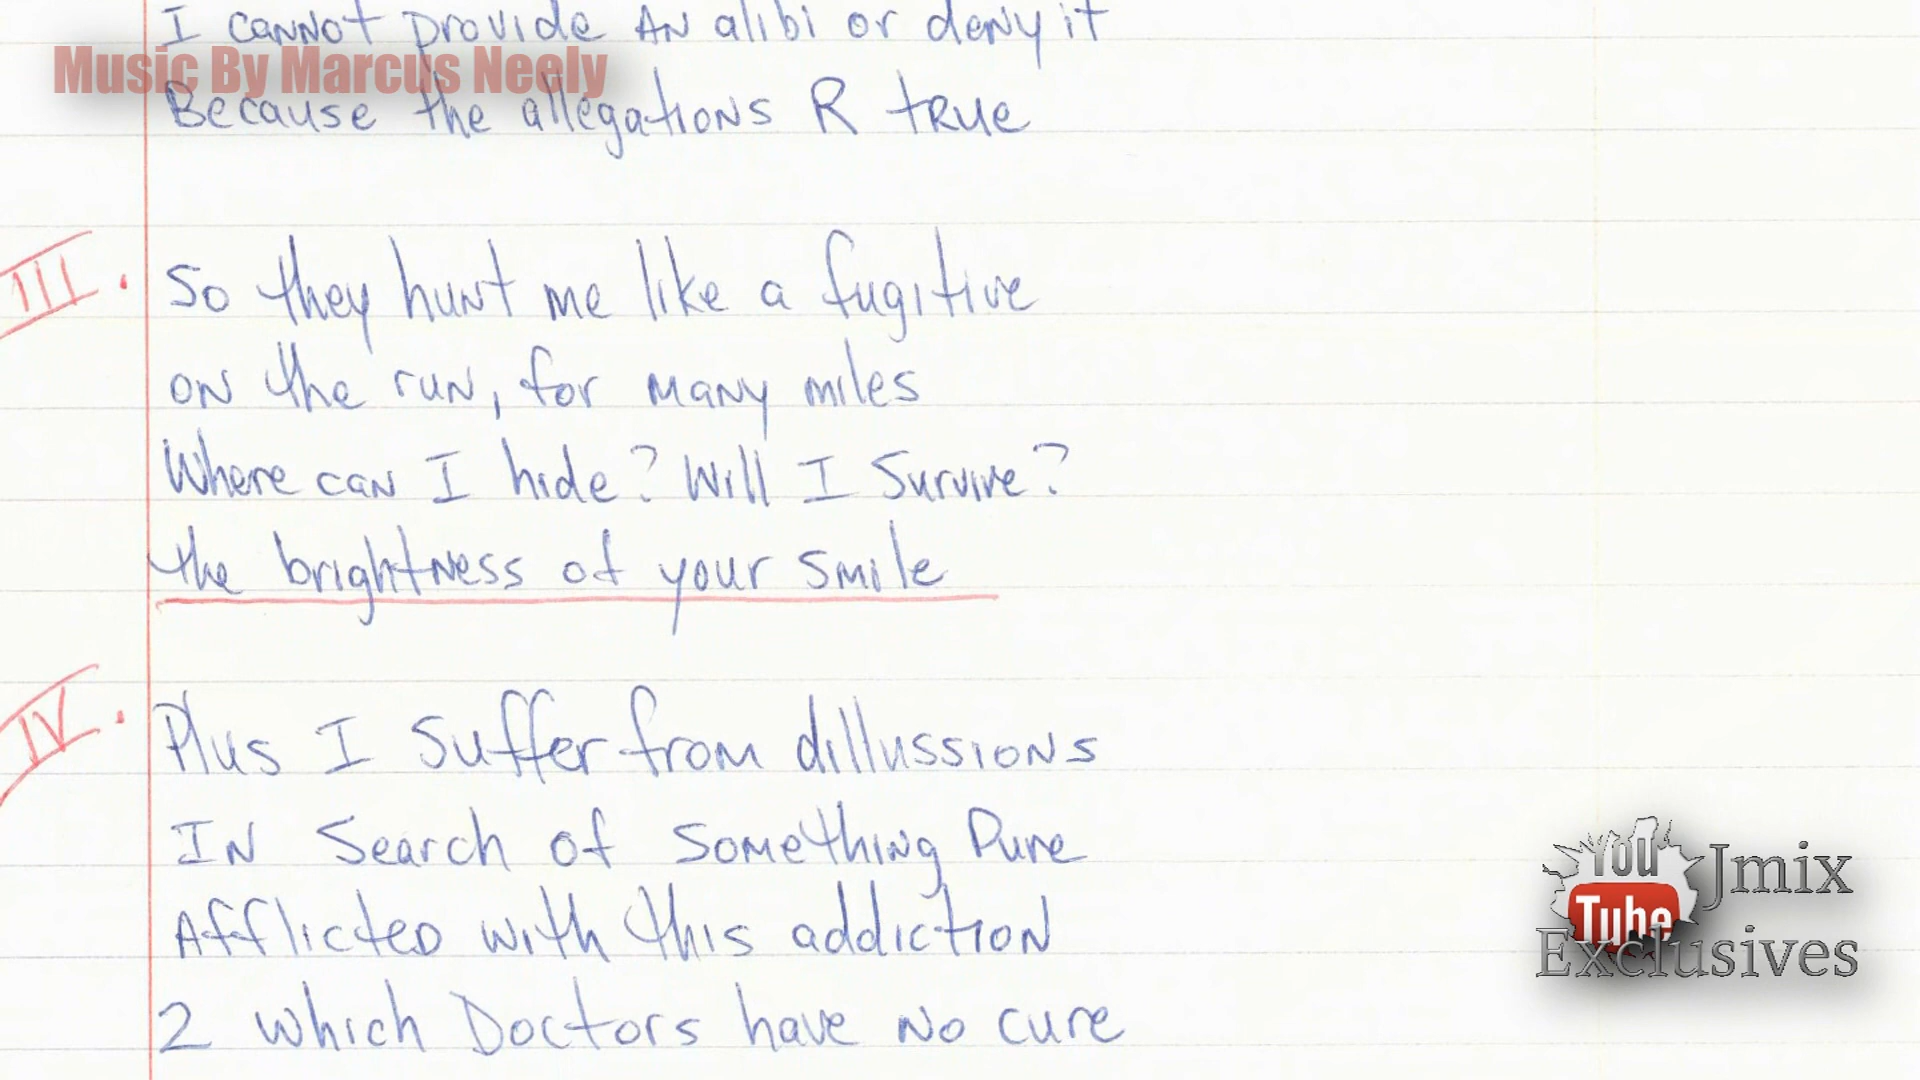 I cannot provide an alibi or deny it
Music By Marcus Neely
Because the allegations R true
III. So they hunt me like a fugitive
on the run, for many miles
Where can I hide? Will I Survive?
the brightness of your smile
IV. Plus I suffer from dillussions
In Search of something Pure
Afflicted with this addiction
2 which Doctors have no cure
You
Tube
Jmix
Exclusives